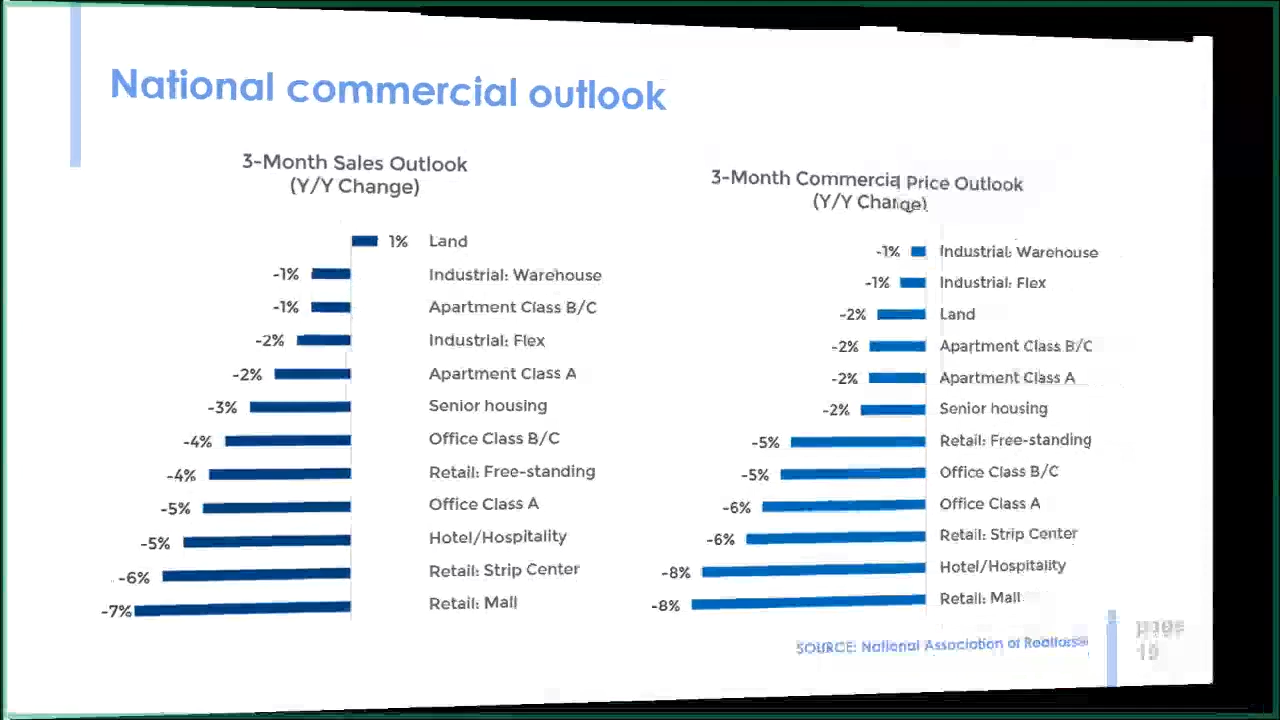 National commercial outlook
3-Month Sales Outlook
(Y/Y Change)
1% Land
-1% Industrial: Warehouse
-1% Apartment Class B/C
-2% Industrial: Flex
-2% Apartment Class A
-3% Senior housing
-4% Office Class B/C
-4% Retail: Free-standing
-5% Office Class A
-5% Hotel/Hospitality
-6% Retail: Strip Center
-7% Retail: Mall
3-Month Commercial Price Outlook
(Y/Y Change)
-1% Industrial: Warehouse
-1% Industrial: Flex
-2% Land
-2% Apartment Class B/C
-2% Apartment Class A
-2% Senior housing
-5% Retail: Free-standing
-5% Office Class B/C
-6% Office Class A
-6% Retail: Strip Center
-8% Hotel/Hospitality
-8% Retail: Mall
SOURCE: National Association of Realtors®
page
19